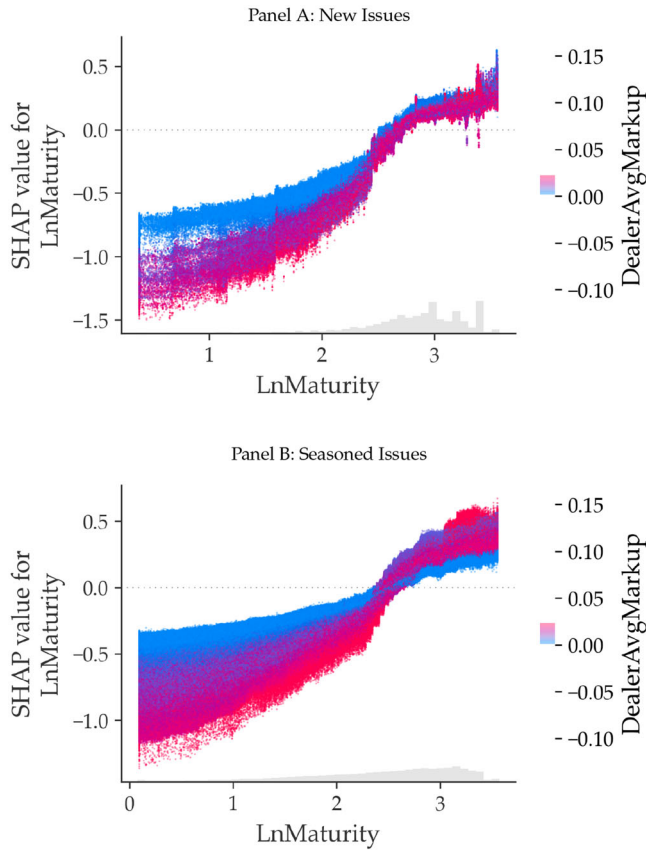 Panel A: New Issues
0.5
0.0
−0.5
−1.0
−1.5
SHAP value for
LnMaturity
1
2
3
LnMaturity
0.15
0.10
0.05
0.00
−0.05
−0.10
DealerAvgMarkup
Panel B: Seasoned Issues
0.5
0.0
−0.5
−1.0
SHAP value for
LnMaturity
0
1
2
3
LnMaturity
0.15
0.10
0.05
0.00
−0.05
−0.10
DealerAvgMarkup